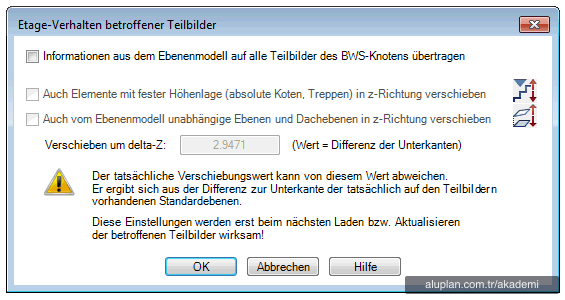 Etage-Verhalten betroffener Teilbilder
Informationen aus dem Ebenenmodell auf alle Teilbilder des BWS-Knotens übertragen
Auch Elemente mit fester Höhenlage (absolute Koten, Treppen) in z-Richtung verschieben
Auch vom Ebenenmodell unabhängige Ebenen und Dachebenen in z-Richtung verschieben
Verschieben um delta-Z: 2.9471 (Wert = Differenz der Unterkanten)
Der tatsächliche Verschiebungswert kann von diesem Wert abweichen.
Er ergibt sich aus der Differenz zur Unterkante der tatsächlich auf den Teilbildern
vorhandenen Standardebenen.
Diese Einstellungen werden erst beim nächsten Laden bzw. Aktualisieren
der betroffenen Teilbilder wirksam!
OK Abbrechen Hilfe
aluplan.com.tr/akademi